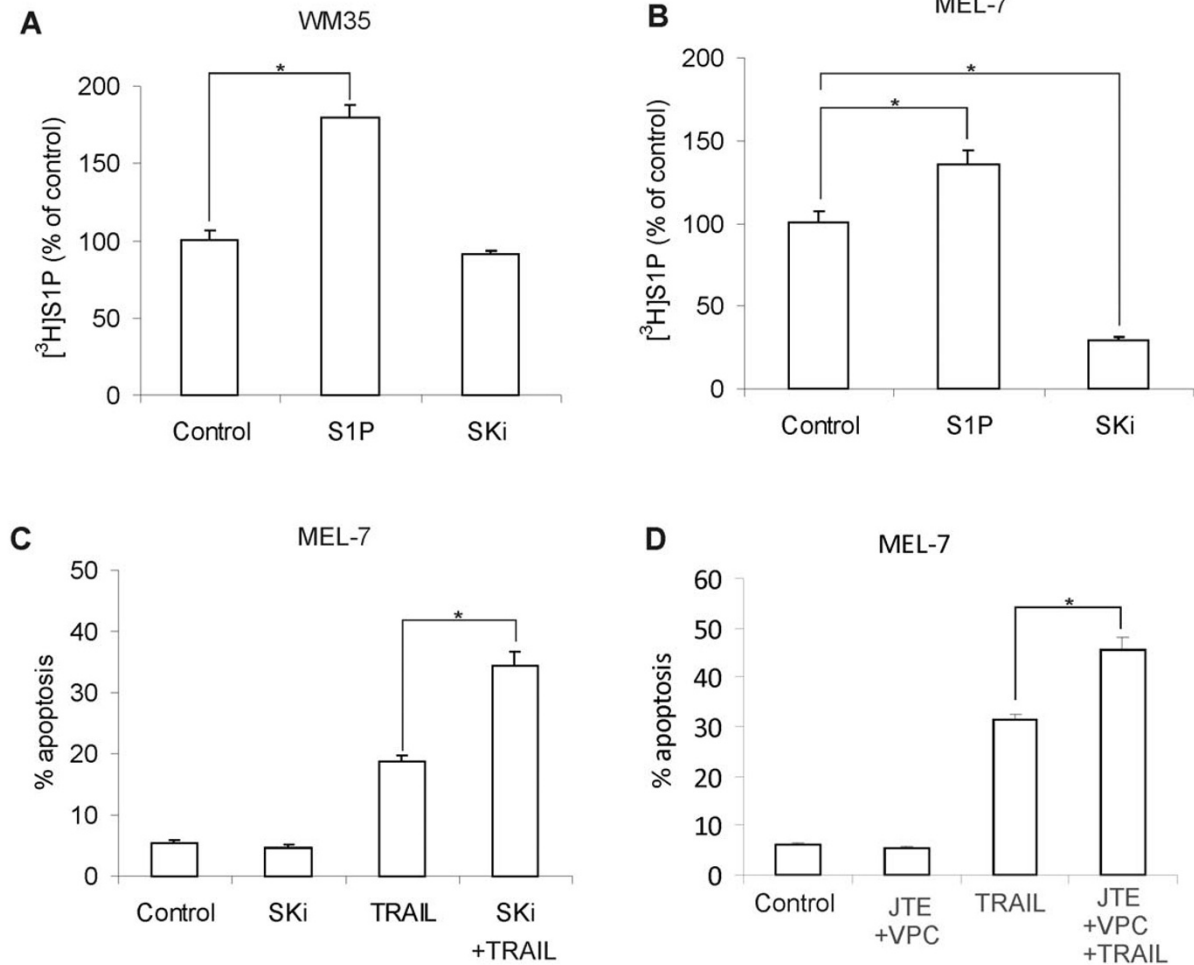 A
WM35
[³H]S1P (% of control)
200
150
100
50
0
*
Control S1P SKi
B
MEL-7
[³H]S1P (% of control)
200
150
100
50
0
*
*
Control S1P SKi
C
MEL-7
% apoptosis
50
40
30
20
10
0
*
Control SKi TRAIL SKi
+TRAIL
D
MEL-7
% apoptosis
60
50
40
30
20
10
0
*
Control JTE TRAIL JTE
+VPC +VPC
+TRAIL